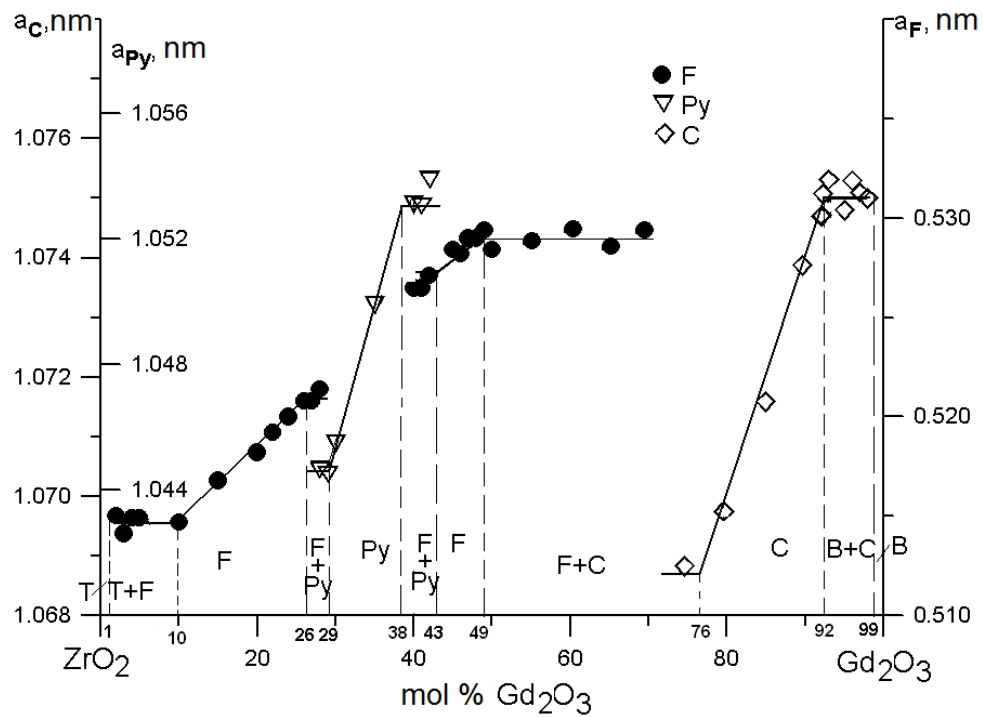 a_C, nm
a_F, nm
a_Py, nm
1.056
1.076
1.052
1.074
1.048
1.072
1.044
1.070
1.068
F
Py
C
0.530
0.520
0.510
T
T+F
F
F
+
Py
Py
F
+
Py
F
F+C
C
B+C
B
1
10
20
26
29
38
40
43
49
60
76
80
92
99
ZrO₂
Gd₂O₃
mol % Gd₂O₃